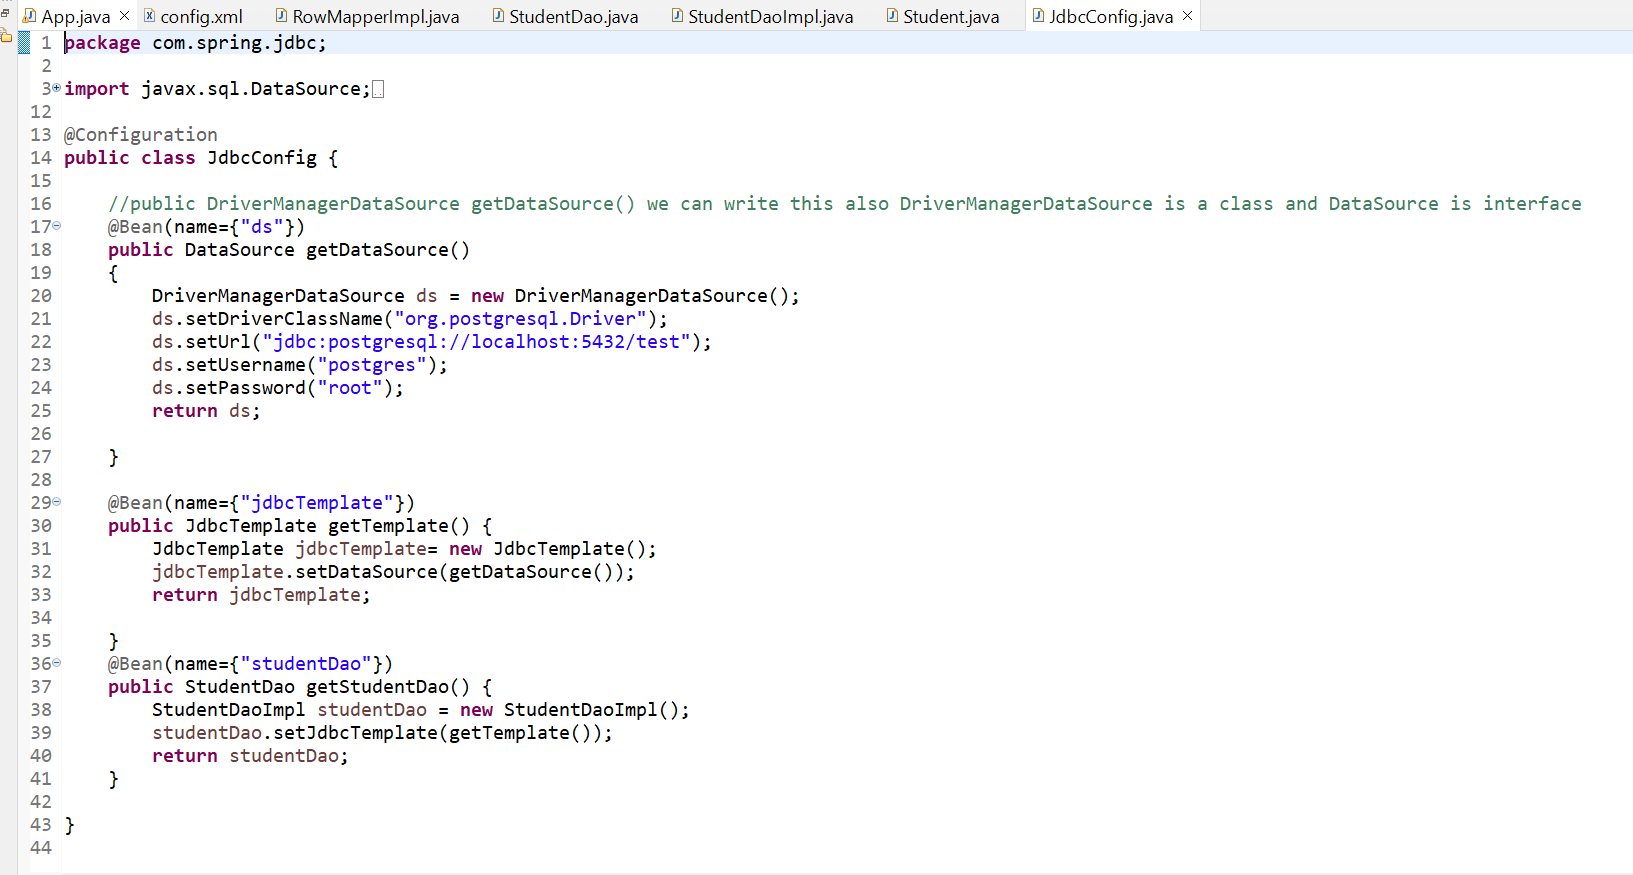 App.java config.xml RowMapperImpl.java StudentDao.java StudentDaoImpl.java Student.java JdbcConfig.java
1 package com.spring.jdbc;
2
3 import javax.sql.DataSource;
12
13 @Configuration
14 public class JdbcConfig {
15
16 //public DriverManagerDataSource getDataSource() we can write this also DriverManagerDataSource is a class and DataSource is interface
17 @Bean(name={"ds"})
18 public DataSource getDataSource()
19 {
20 DriverManagerDataSource ds = new DriverManagerDataSource();
21 ds.setDriverClassName("org.postgresql.Driver");
22 ds.setUrl("jdbc:postgresql://localhost:5432/test");
23 ds.setUsername("postgres");
24 ds.setPassword("root");
25 return ds;
26
27 }
28
29 @Bean(name={"jdbcTemplate"})
30 public JdbcTemplate getTemplate() {
31 JdbcTemplate jdbcTemplate= new JdbcTemplate();
32 jdbcTemplate.setDataSource(getDataSource());
33 return jdbcTemplate;
34
35 }
36 @Bean(name={"studentDao"})
37 public StudentDao getStudentDao() {
38 StudentDaoImpl studentDao = new StudentDaoImpl();
39 studentDao.setJdbcTemplate(getTemplate());
40 return studentDao;
41 }
42
43 }
44